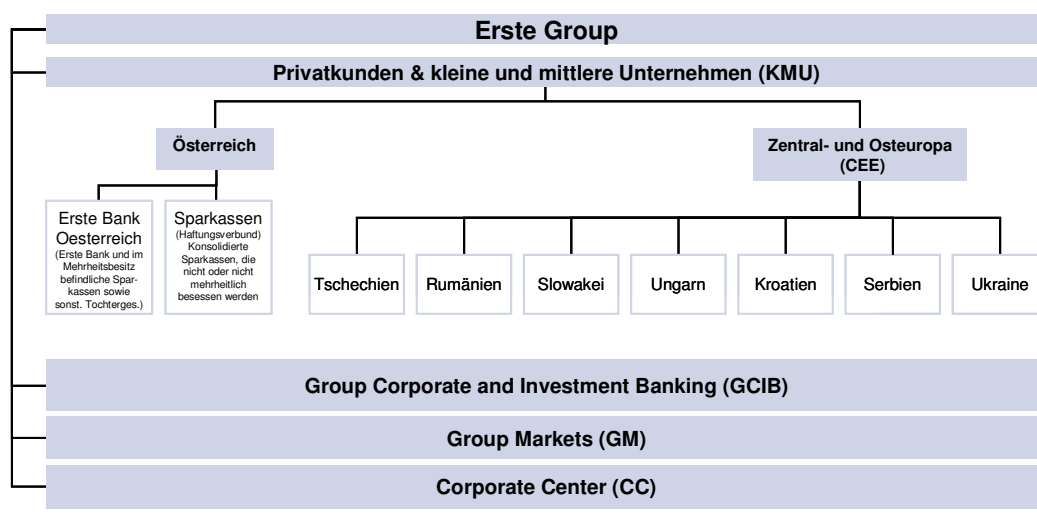 Erste Group
Privatkunden & kleine und mittlere Unternehmen (KMU)
Österreich
Zentral- und Osteuropa
(CEE)
Erste Bank
Oesterreich
(Erste Bank und im
Mehrheitsbesitz
befindliche Spar-
kassen sowie
sonst. Tochterges.)
Sparkassen
(Haftungsverbund)
Konsolidierte
Sparkassen, die
nicht oder nicht
mehrheitlich
besessen werden
Tschechien
Rumänien
Slowakei
Ungarn
Kroatien
Serbien
Ukraine
Group Corporate and Investment Banking (GCIB)
Group Markets (GM)
Corporate Center (CC)